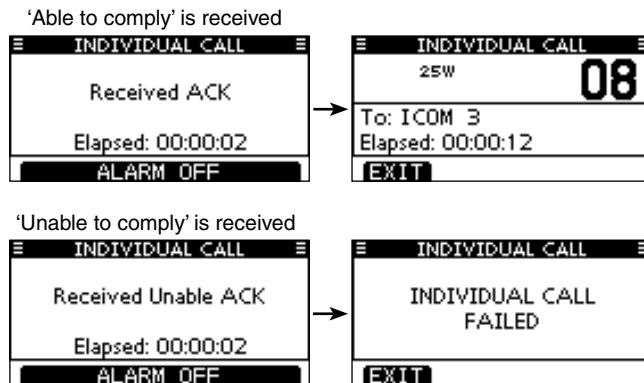 ‘Able to comply’ is received
INDIVIDUAL CALL
Received ACK
Elapsed: 00:00:02
ALARM OFF
INDIVIDUAL CALL
25W
08
To: ICOM 3
Elapsed: 00:00:12
EXIT
‘Unable to comply’ is received
INDIVIDUAL CALL
Received Unable ACK
Elapsed: 00:00:02
ALARM OFF
INDIVIDUAL CALL
INDIVIDUAL CALL
FAILED
EXIT